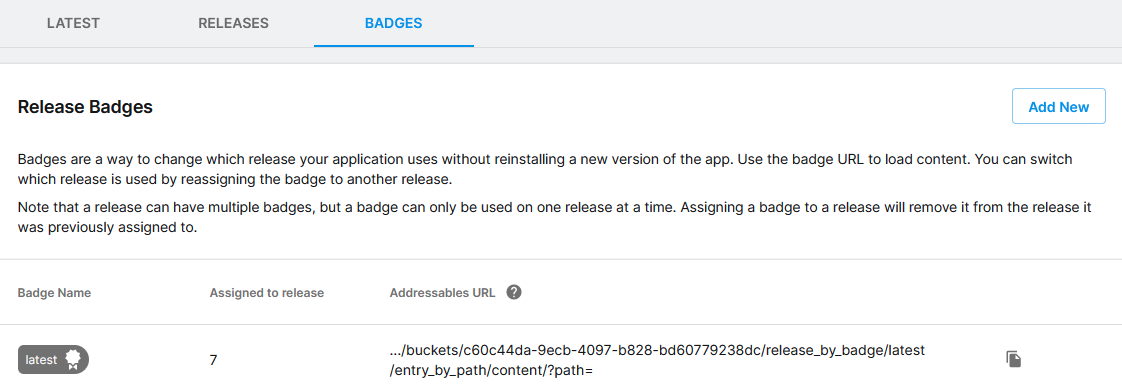 LATEST RELEASES BADGES
Release Badges Add New
Badges are a way to change which release your application uses without reinstalling a new version of the app. Use the badge URL to load content. You can switch
which release is used by reassigning the badge to another release.
Note that a release can have multiple badges, but a badge can only be used on one release at a time. Assigning a badge to a release will remove it from the release it
was previously assigned to.
Badge Name Assigned to release Addressables URL ?
latest 7 .../buckets/c60c44da-9ecb-4097-b828-bd60779238dc/release_by_badge/latest
/entry_by_path/content/?path=